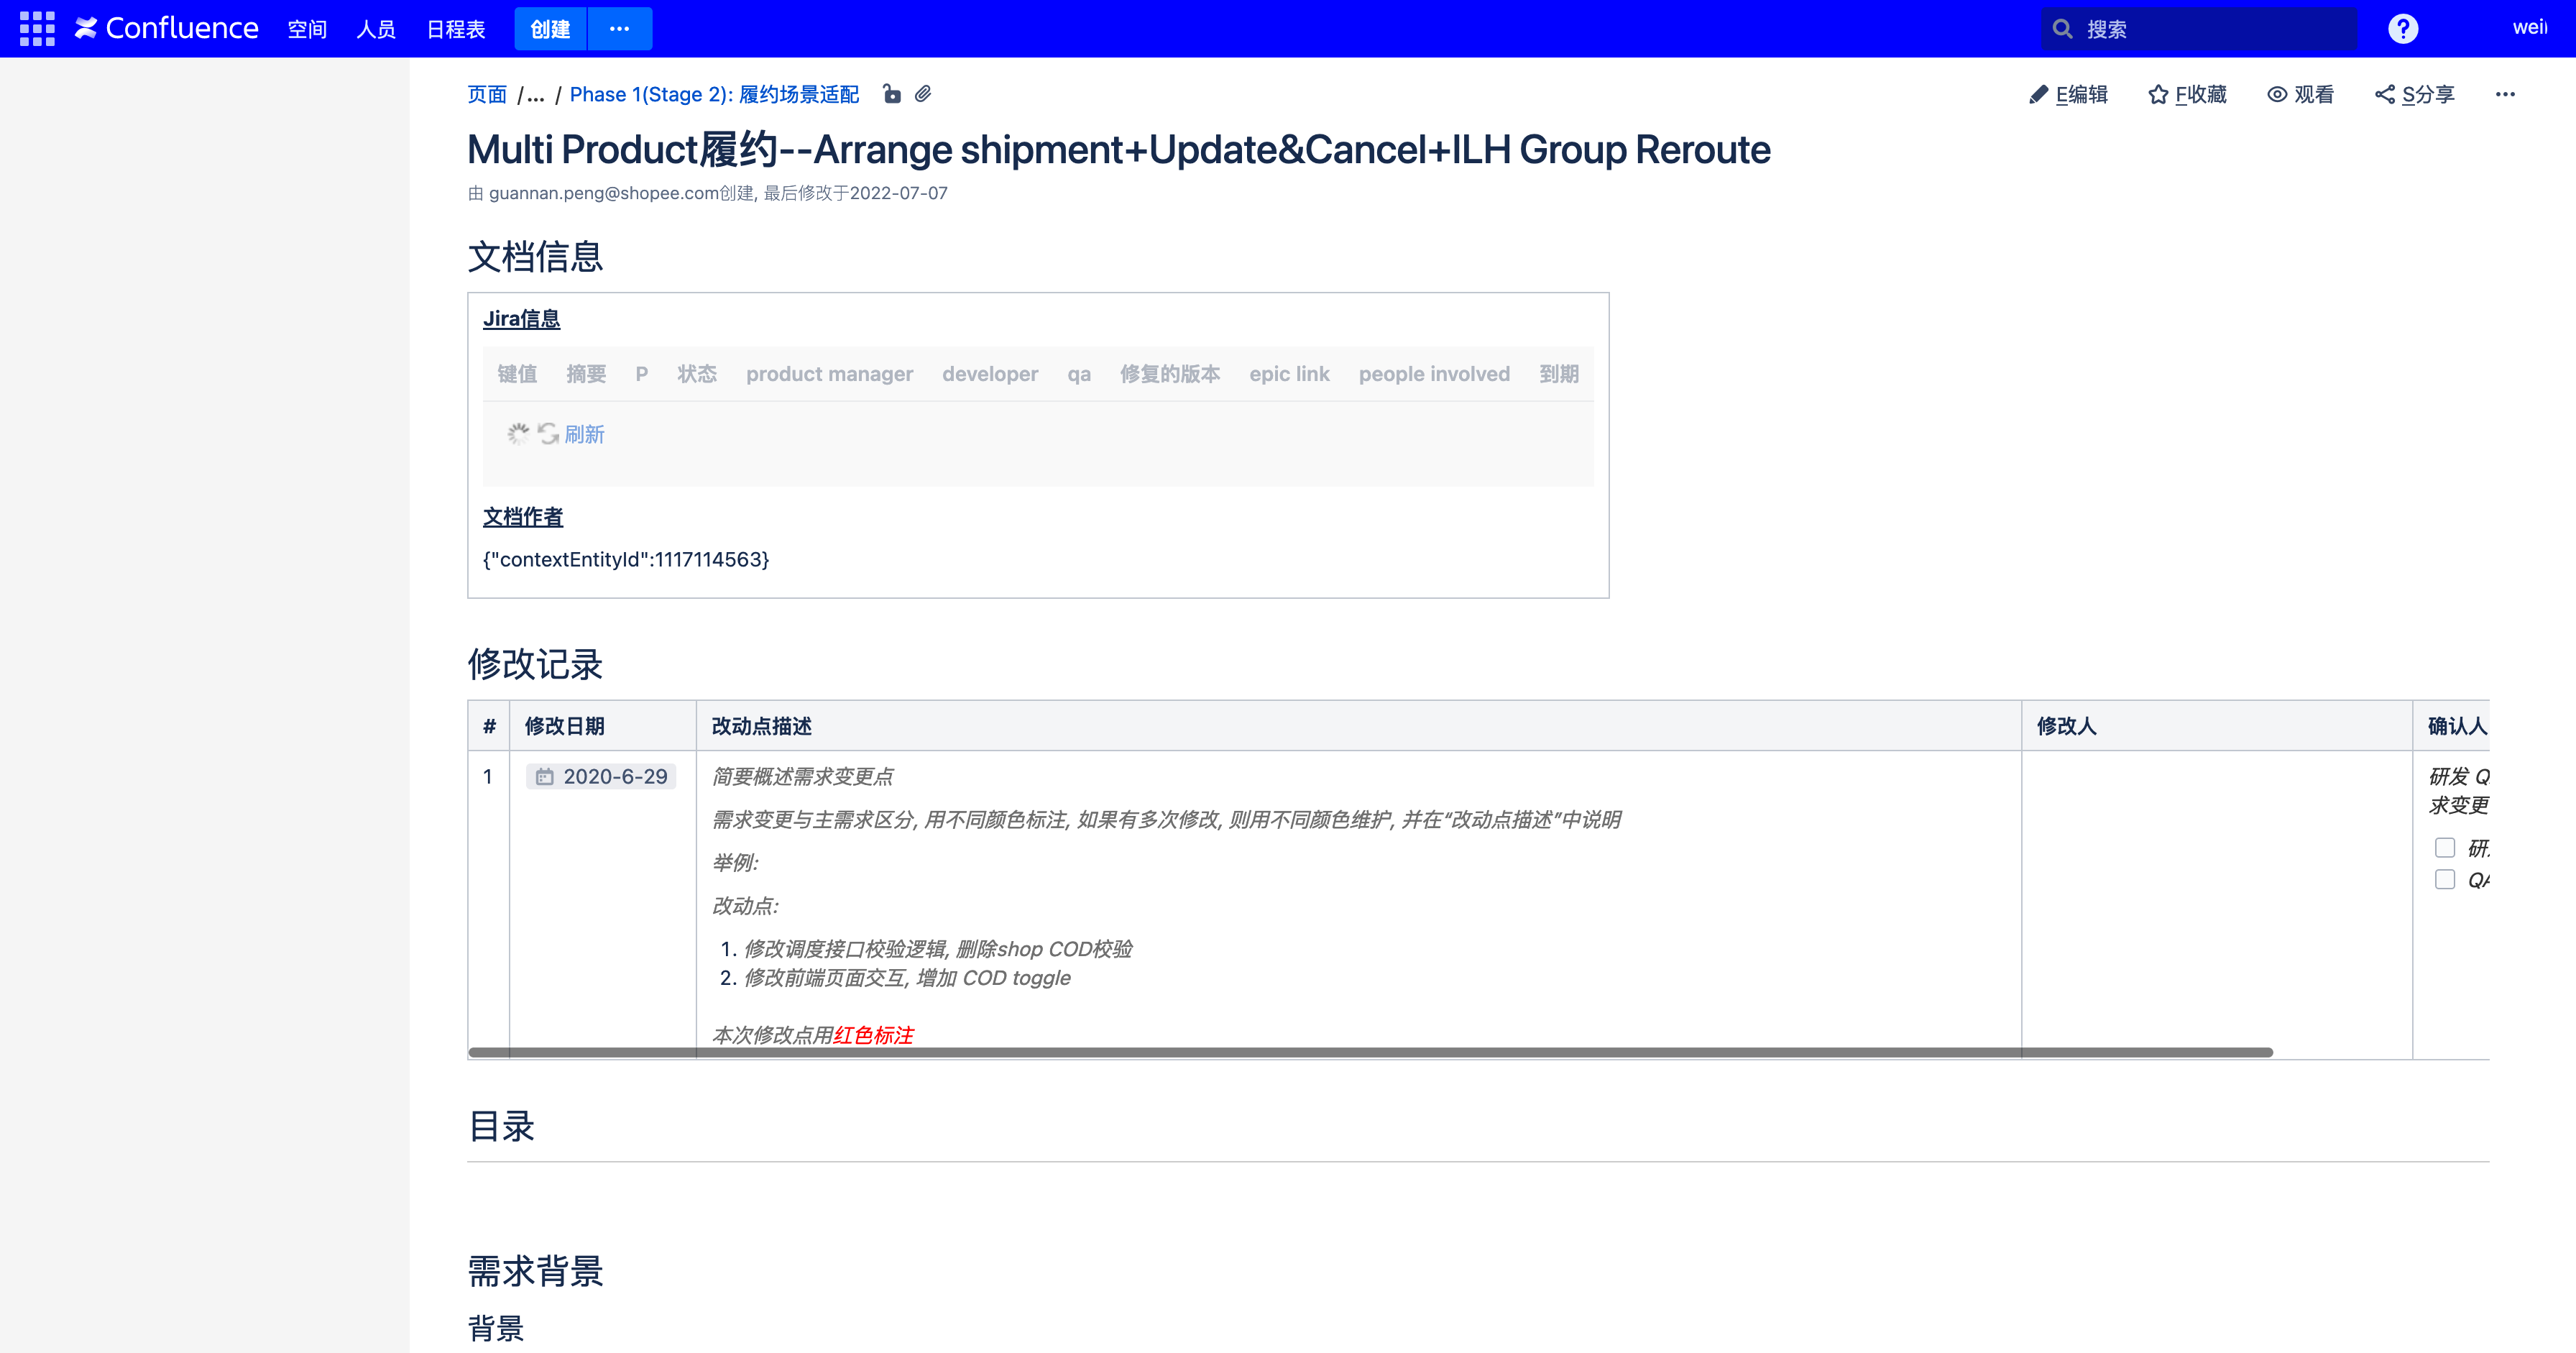 Confluence 空间 人员 日程表 创建 ··· 搜索 ? weil
页面 /... / Phase 1(Stage 2): 履约场景适配 E编辑 F收藏 观看 S分享 ···
Multi Product履约--Arrange shipment+Update&Cancel+ILH Group Reroute
由 guannan.peng@shopee.com创建, 最后修改于2022-07-07
文档信息
Jira信息
键值 摘要 P 状态 product manager developer qa 修复的版本 epic link people involved 到期
刷新
文档作者
{"contextEntityId":1117114563}
修改记录
# 修改日期 改动点描述 修改人 确认人
1 2020-6-29 简要概述需求变更点 研发 Q
求变更
需求变更与主需求区分, 用不同颜色标注, 如果有多次修改, 则用不同颜色维护, 并在“改动点描述”中说明
举例: 研
改动点: QA
1. 修改调度接口校验逻辑, 删除shop COD校验
2. 修改前端页面交互, 增加 COD toggle
本次修改点用红色标注
目录
需求背景
背景